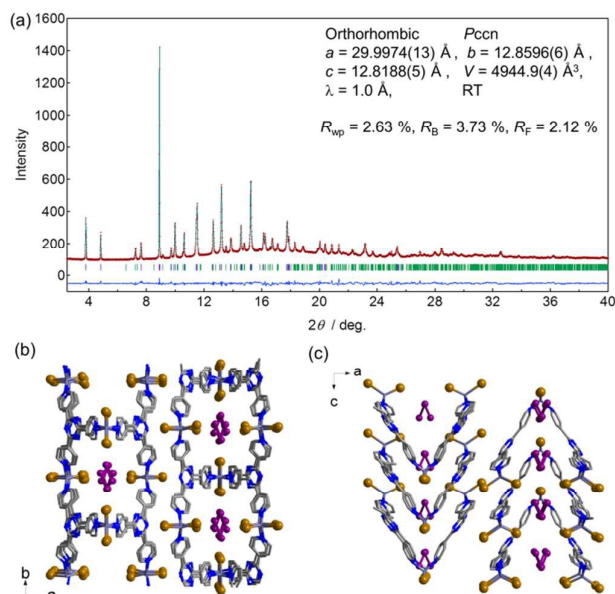 (a)
1600
1400
1200
1000
800
600
400
200
0
Intensity
Orthorhombic Pccn
a = 29.9974(13) Å , b = 12.8596(6) Å ,
c = 12.8188(5) Å , V = 4944.9(4) Å³,
λ = 1.0 Å, RT
Rwp = 2.63 %, RB = 3.73 %, RF = 2.12 %
4 8 12 16 20 24 28 32 36 40
2θ / deg.
(b)
b
(c)
a
c